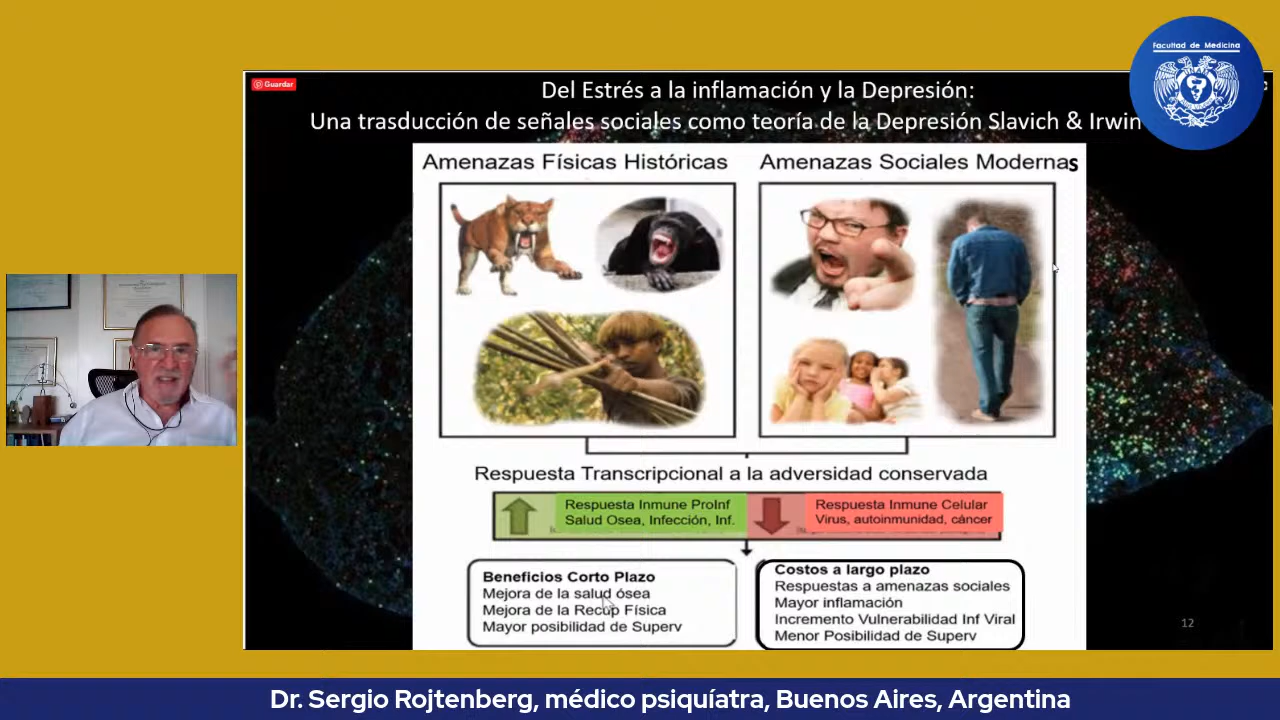 Facultad de Medicina
Guardar
Del Estrés a la inflamación y la Depresión:
Una trasducción de señales sociales como teoría de la Depresión Slavich & Irwin
Amenazas Físicas Históricas
Amenazas Sociales Modernas
Respuesta Transcripcional a la adversidad conservada
Respuesta Inmune ProInf
Salud Osea, Infección, Inf.
Respuesta Inmune Celular
Virus, autoinmunidad, cáncer
Beneficios Corto Plazo
Mejora de la salud ósea
Mejora de la Recup Física
Mayor posibilidad de Superv
Costos a largo plazo
Respuestas a amenazas sociales
Mayor inflamación
Incremento Vulnerabilidad Inf Viral
Menor Posibilidad de Superv
12
Dr. Sergio Rojtenberg, médico psiquíatra, Buenos Aires, Argentina